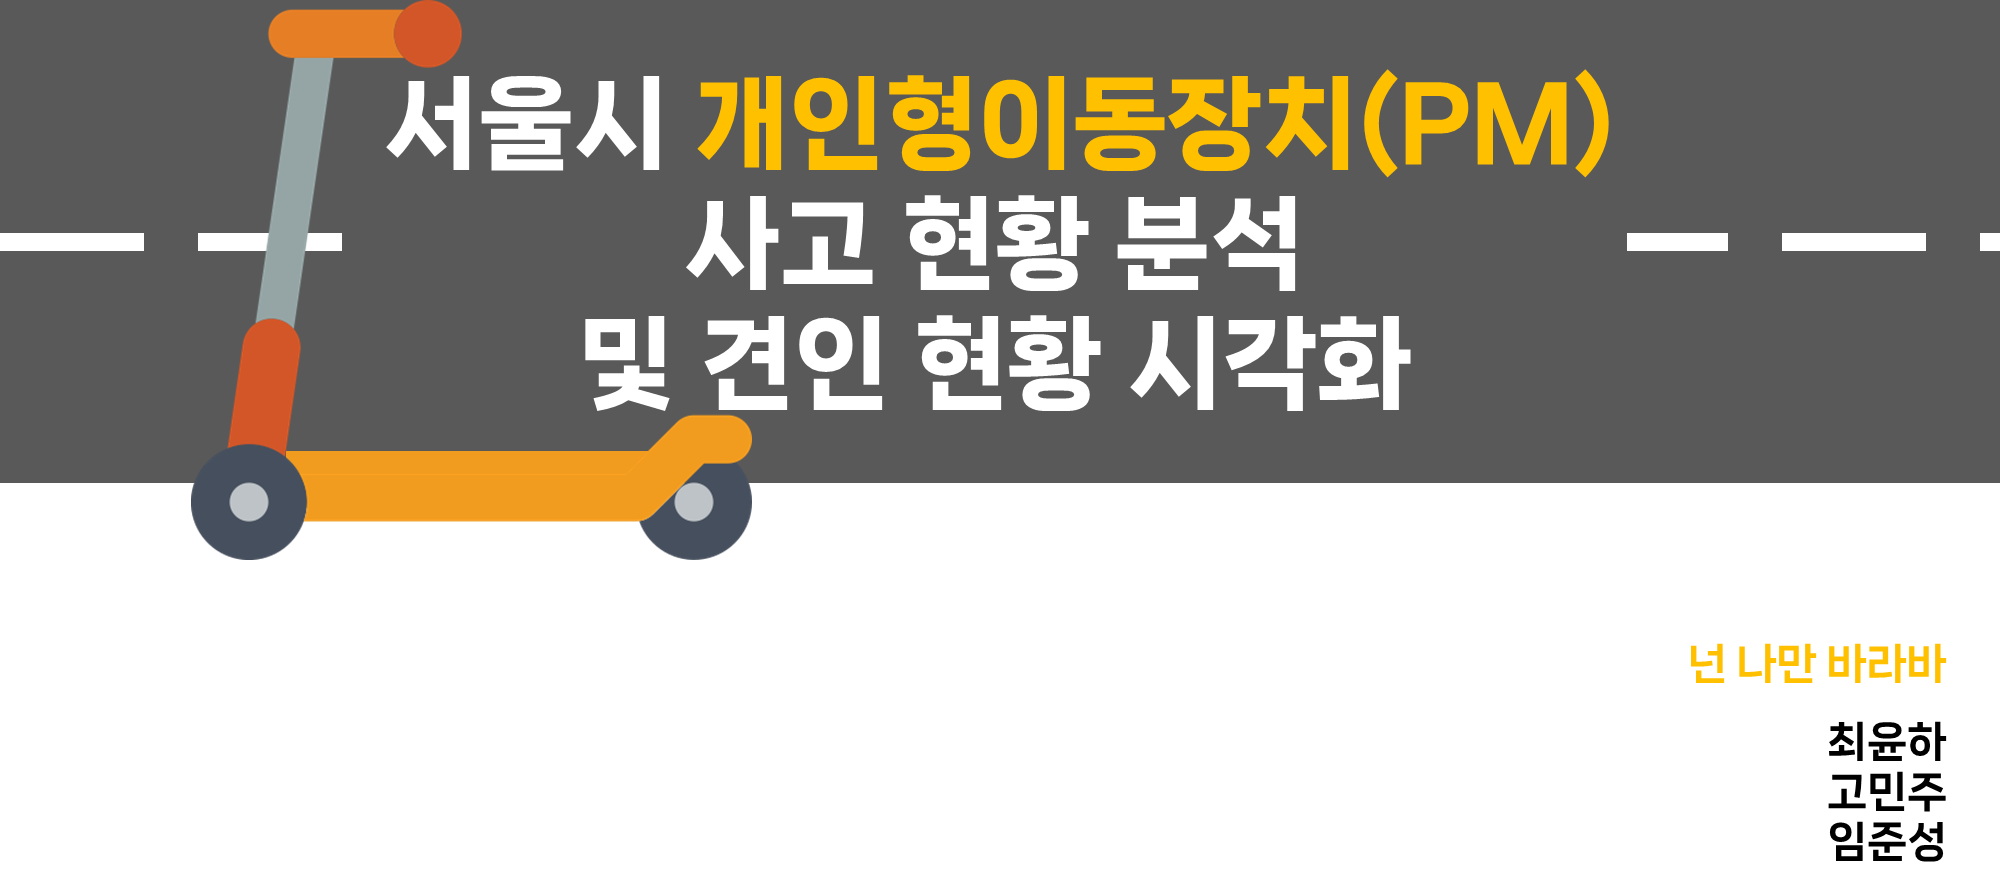 서울시 개인형이동장치(PM)
사고 현황 분석
및 견인 현황 시각화
넌 나만 바라바
최윤하
고민주
임준성